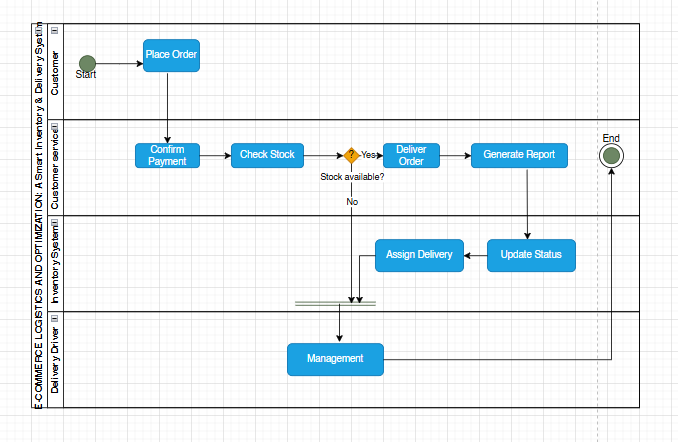 E-COMMERCE LOGISTICS AND OPTIMIZATION: A Smart Inventory & Delivery System
Customer
Place Order
Start
Customer service
Confirm
Payment
Check Stock
?
Yes
Deliver
Order
Generate Report
End
Stock available?
No
Inventory System
Assign Delivery
Update Status
Delivery Driver
Management